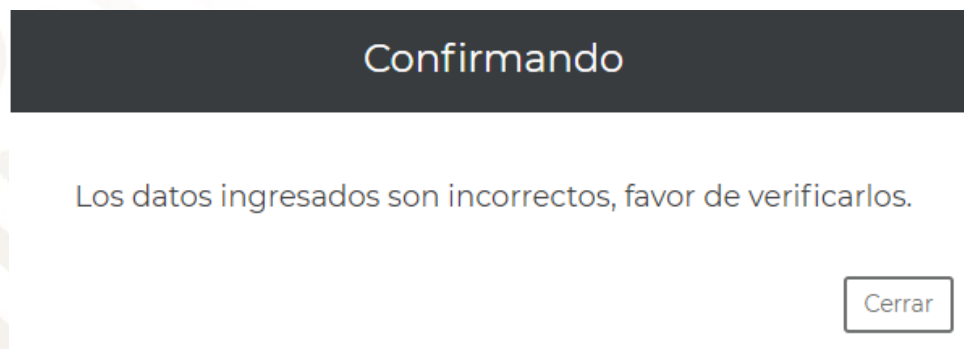 Confirmando
Los datos ingresados son incorrectos, favor de verificarlos.
Cerrar